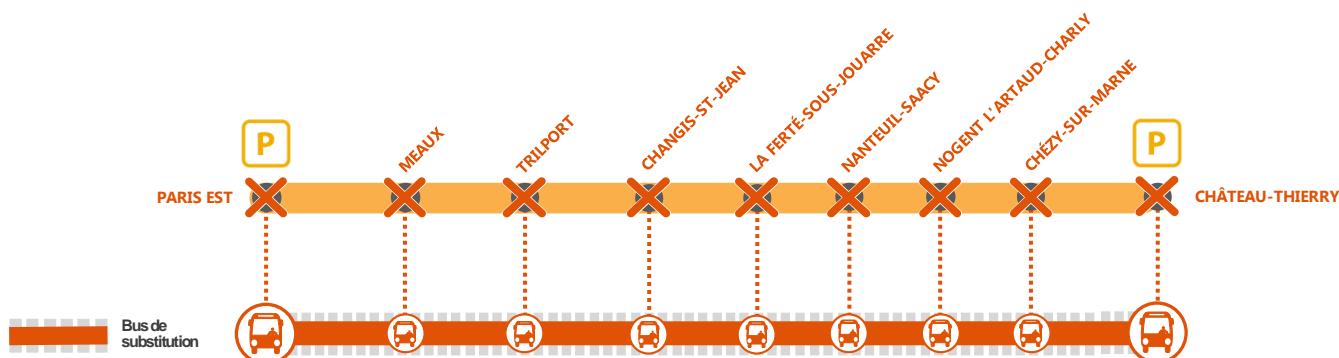 P
P
MEAUX
TRILPORT
CHANGIS-ST-JEAN
LA FERTÉ-SOUS-JOUARRE
NANTEUIL-SAACY
NOGENT L'ARTAUD-CHARLY
CHÉZY-SUR-MARNE
PARIS EST
CHÂTEAU-THIERRY
Bus de
substitution